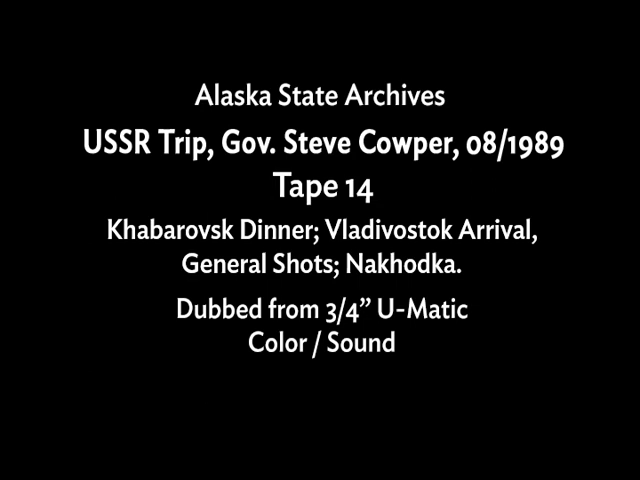 Alaska State Archives
USSR Trip, Gov. Steve Cowper, 08/1989
Tape 14
Khabarovsk Dinner; Vladivostok Arrival,
General Shots; Nakhodka.
Dubbed from 3/4” U-Matic
Color / Sound